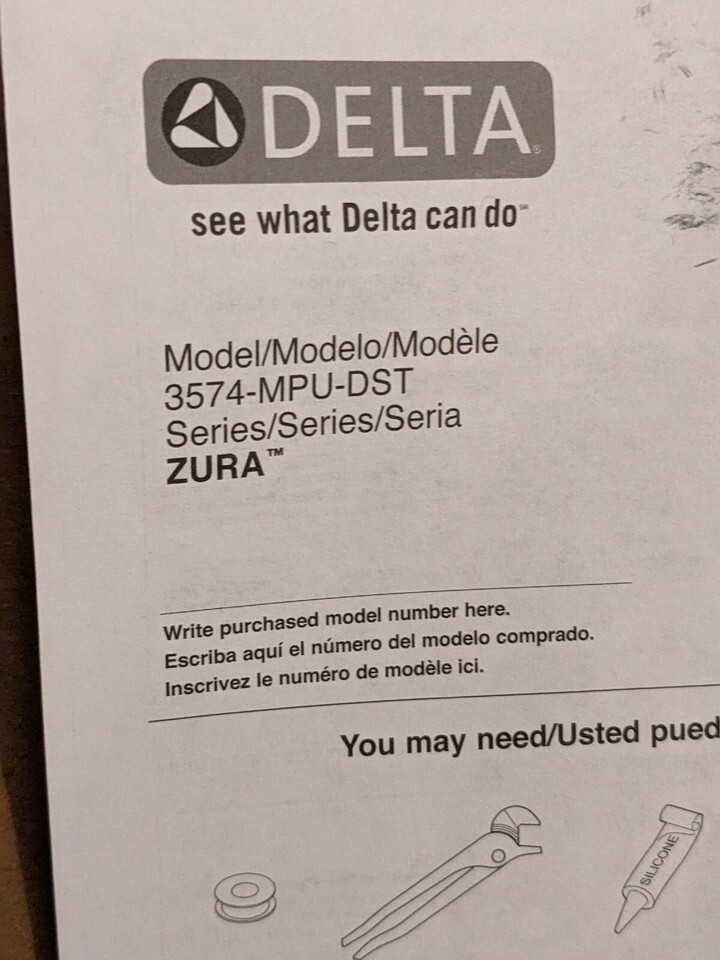 DELTA®
see what Delta can do℠
Model/Modelo/Modèle
3574-MPU-DST
Series/Series/Seria
ZURA™
Write purchased model number here.
Escriba aquí el número del modelo comprado.
Inscrivez le numéro de modèle ici.
You may need/Usted pued
SILICONE